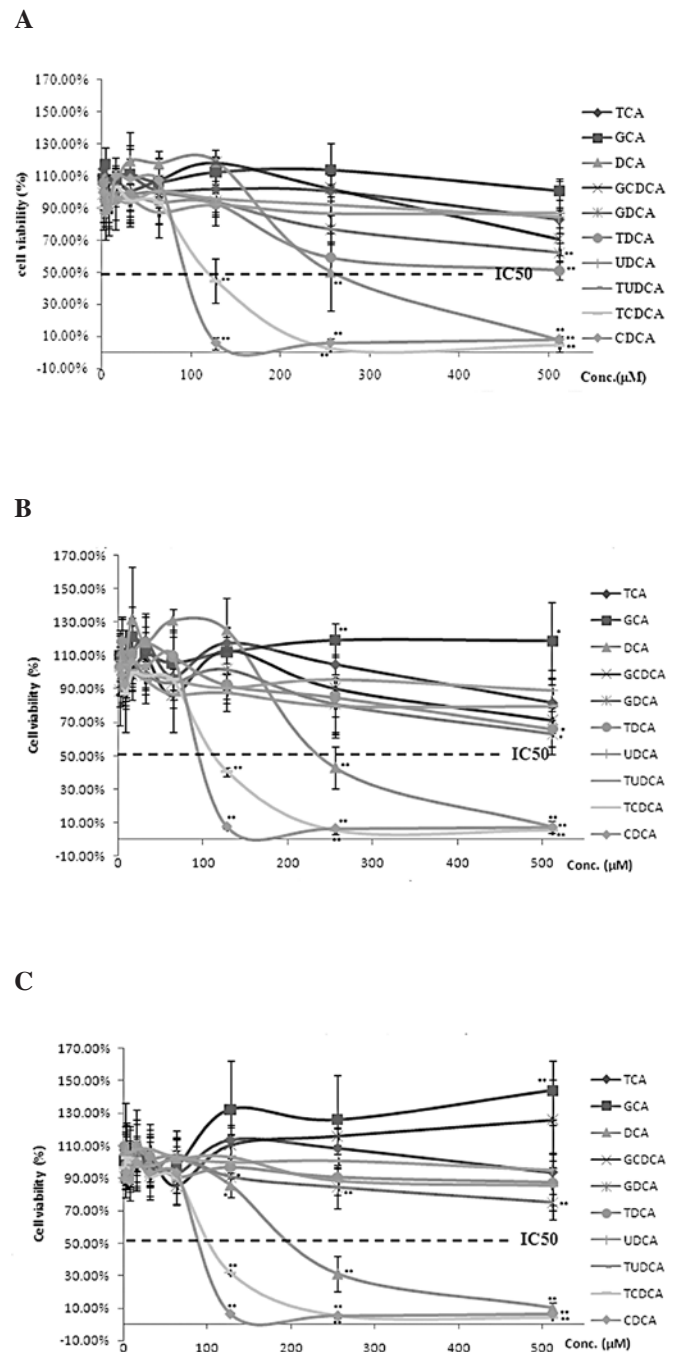 A
170.00%
150.00%
130.00%
110.00%
90.00%
70.00%
50.00%
30.00%
10.00%
-10.00%
cell viability (%)
0
100
200
300
400
500
Conc.(μM)
IC50
**
**
**
**
**
**
**
**
**
TCA
GCA
DCA
GCDCA
GDCA
TDCA
UDCA
TUDCA
TCDCA
CDCA
B
170.00%
150.00%
130.00%
110.00%
90.00%
70.00%
50.00%
30.00%
10.00%
-10.00%
Cell viability (%)
0
100
200
300
400
500
Conc. (μM)
IC50
**
**
**
**
**
**
*
*
*
**
**
**
TCA
GCA
DCA
GCDCA
GDCA
TDCA
UDCA
TUDCA
TCDCA
CDCA
C
170.00%
150.00%
130.00%
110.00%
90.00%
70.00%
50.00%
30.00%
10.00%
-10.00%
Cell viability (%)
0
100
200
300
400
500
Conc. (μM)
IC50
**
*
*
**
**
**
**
**
**
**
**
**
TCA
GCA
DCA
GCDCA
GDCA
TDCA
UDCA
TUDCA
TCDCA
CDCA